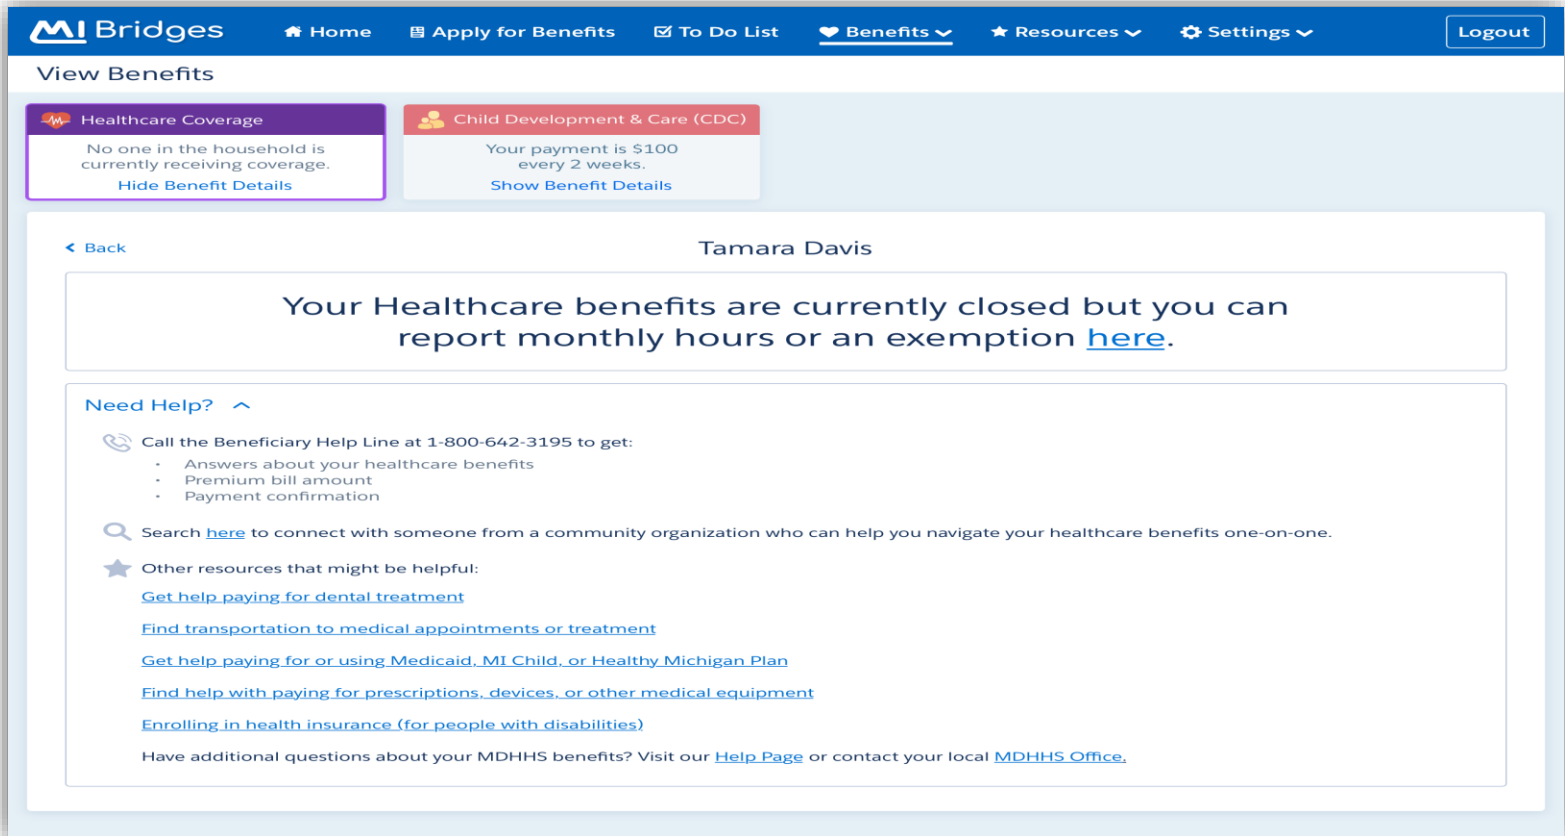 MI Bridges Home Apply for Benefits To Do List Benefits Resources Settings Logout
View Benefits
Healthcare Coverage
No one in the household is
currently receiving coverage.
Hide Benefit Details
Child Development & Care (CDC)
Your payment is $100
every 2 weeks.
Show Benefit Details
Back
Tamara Davis
Your Healthcare benefits are currently closed but you can
report monthly hours or an exemption here.
Need Help?
Call the Beneficiary Help Line at 1-800-642-3195 to get:
· Answers about your healthcare benefits
· Premium bill amount
· Payment confirmation
Search here to connect with someone from a community organization who can help you navigate your healthcare benefits one-on-one.
Other resources that might be helpful:
Get help paying for dental treatment
Find transportation to medical appointments or treatment
Get help paying for or using Medicaid, MI Child, or Healthy Michigan Plan
Find help with paying for prescriptions, devices, or other medical equipment
Enrolling in health insurance (for people with disabilities)
Have additional questions about your MDHHS benefits? Visit our Help Page or contact your local MDHHS Office.